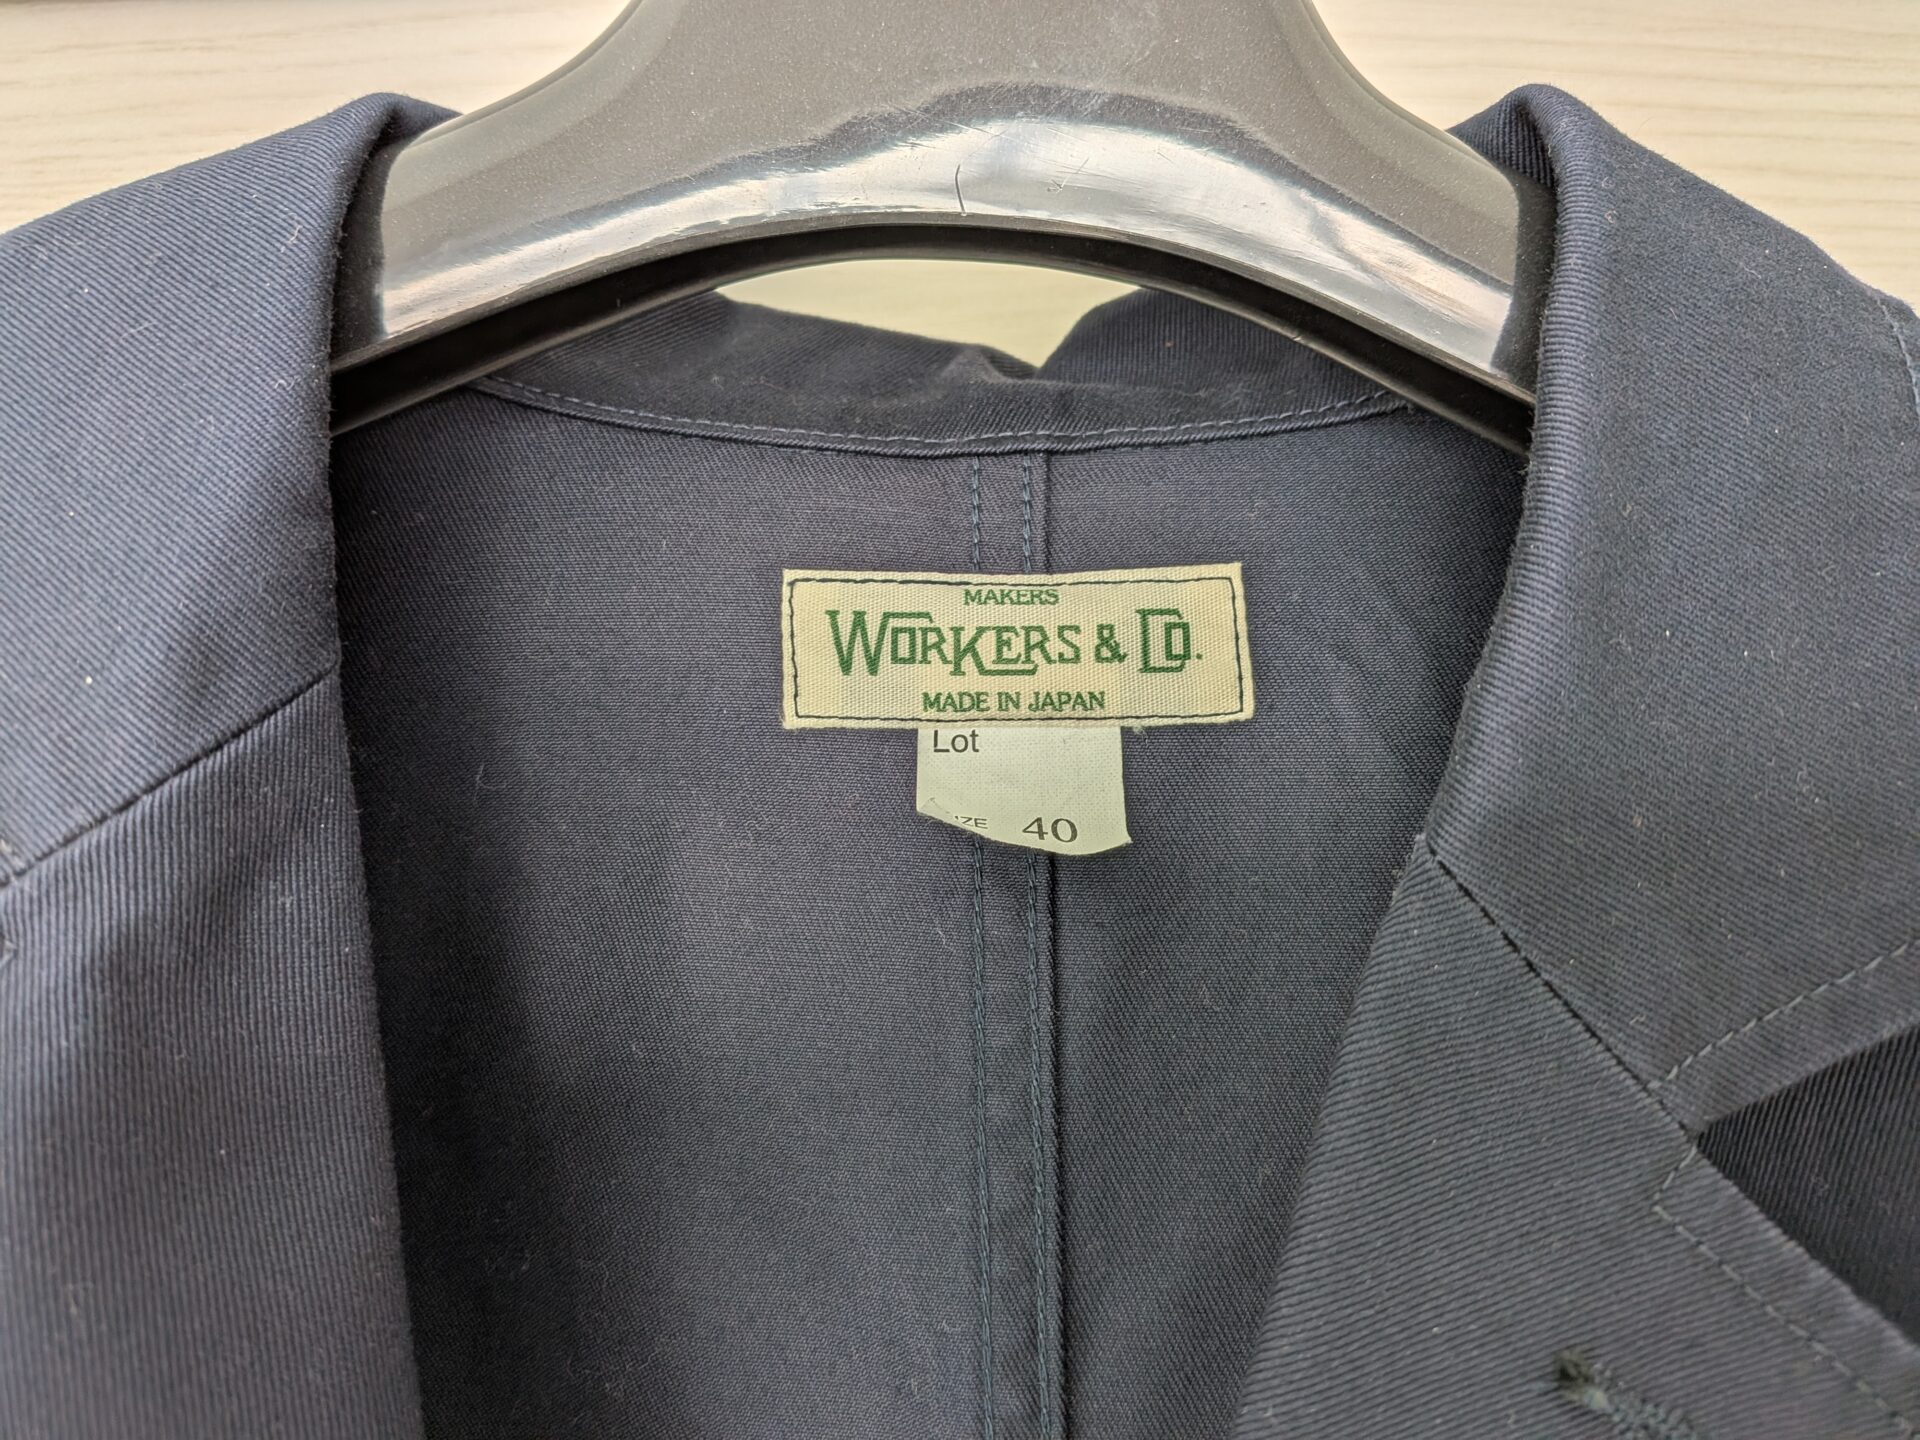 MAKERS
WORKERS & CO.
MADE IN JAPAN
Lot
40